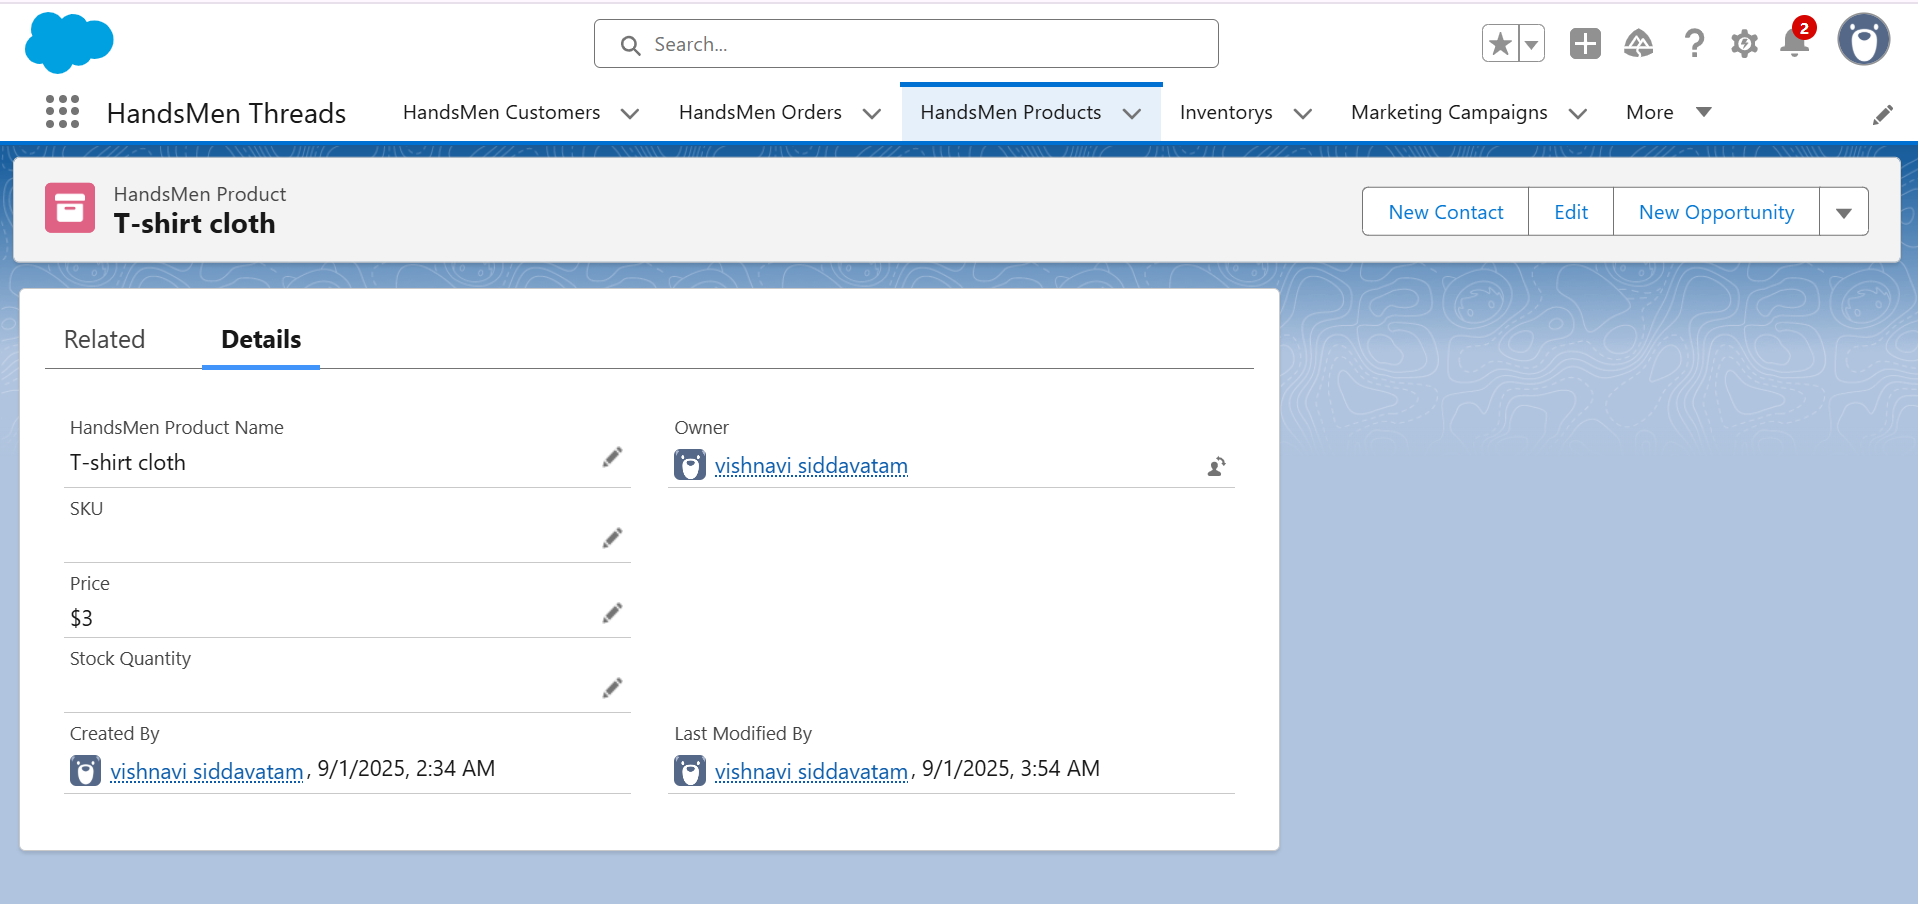 Search...
2
HandsMen Threads
HandsMen Customers
HandsMen Orders
HandsMen Products
Inventorys
Marketing Campaigns
More
HandsMen Product
T-shirt cloth
New Contact
Edit
New Opportunity
Related
Details
HandsMen Product Name
T-shirt cloth
Owner
vishnavi siddavatam
SKU
Price
$3
Stock Quantity
Created By
vishnavi siddavatam, 9/1/2025, 2:34 AM
Last Modified By
vishnavi siddavatam, 9/1/2025, 3:54 AM